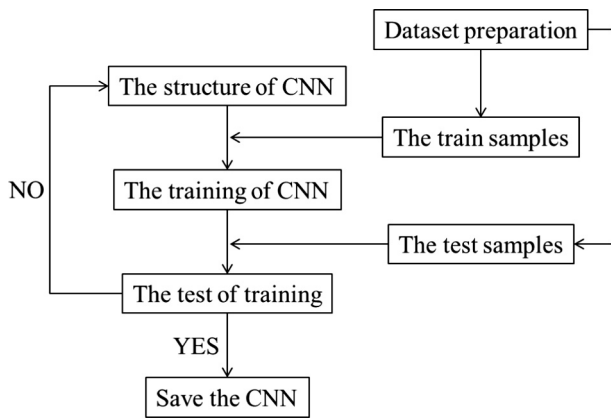 Dataset preparation
The structure of CNN
The train samples
NO
The training of CNN
The test samples
The test of training
YES
Save the CNN